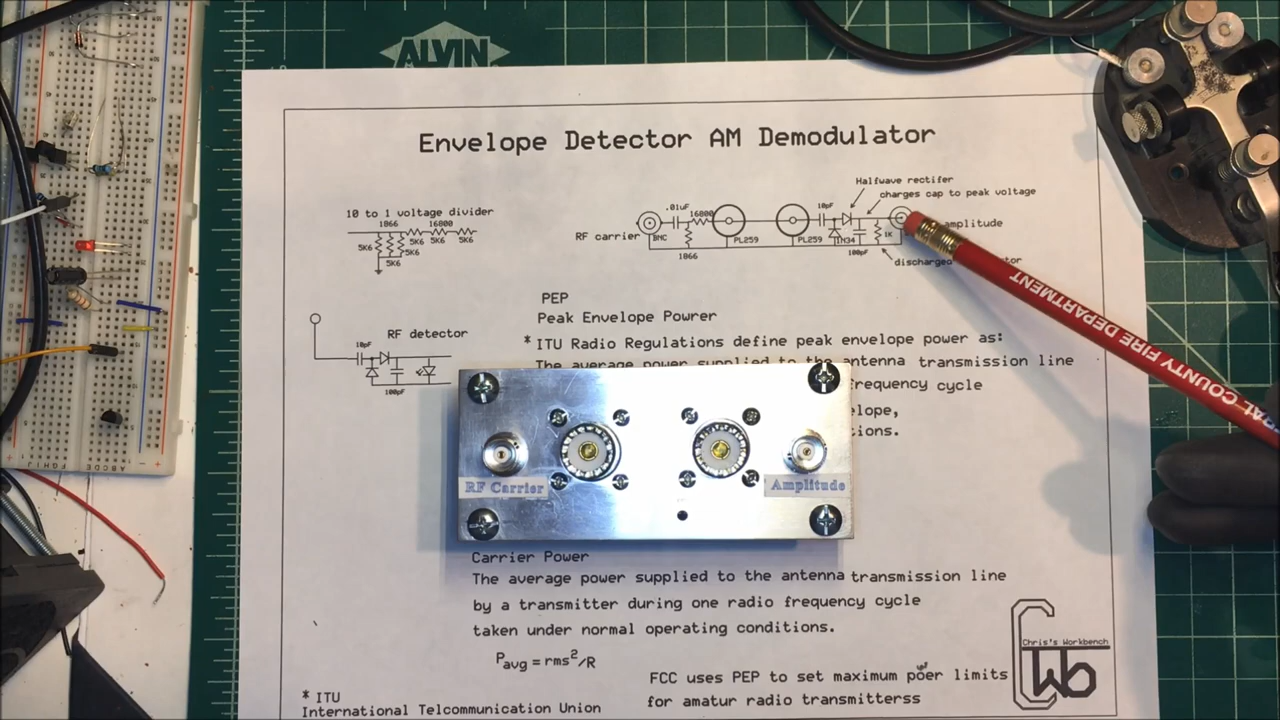 ALVIN
Envelope Detector AM Demodulator
Halfwave rectifer
charges cap to peak voltage
10 to 1 voltage divider
1866 16800
5K6 5K6 5K6
5K6 5K6
5K6
.01uF 16800 10pF
RF carrier BNC PL259 PL259 1N34 1K amplitude
1866 100pF discharged
RF detector
10pF
100pF
PEP
Peak Envelope Powrer
* ITU Radio Regulations define peak envelope power as:
The average power supplied to the antenna transmission line
frequency cycle
elope,
ions.
COUNTY FIRE DEPARTMENT
RF Carrier Amplitude
Carrier Power
The average power supplied to the antenna transmission line
by a transmitter during one radio frequency cycle
taken under normal operating conditions.
Pavg = rms²/R
FCC uses PEP to set maximum poer limits
for amatur radio transmitterss
* ITU
International Telcommunication Union
Chris's Workbench
CWb
A B C D E
F G H I J